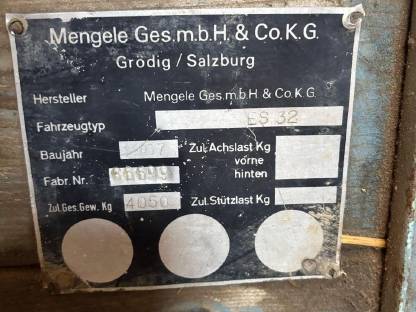 Mengele Ges.m.b.H. & Co.K.G.
Grödig / Salzburg
Hersteller Mengele Ges.m.b.H. & Co.K.G.
Fahrzeugtyp ES 32
Baujahr Zul. Achslast Kg
vorne
Fabr. Nr. hinten
Zul. Ges. Gew. Kg 4050 Zul. Stützlast Kg